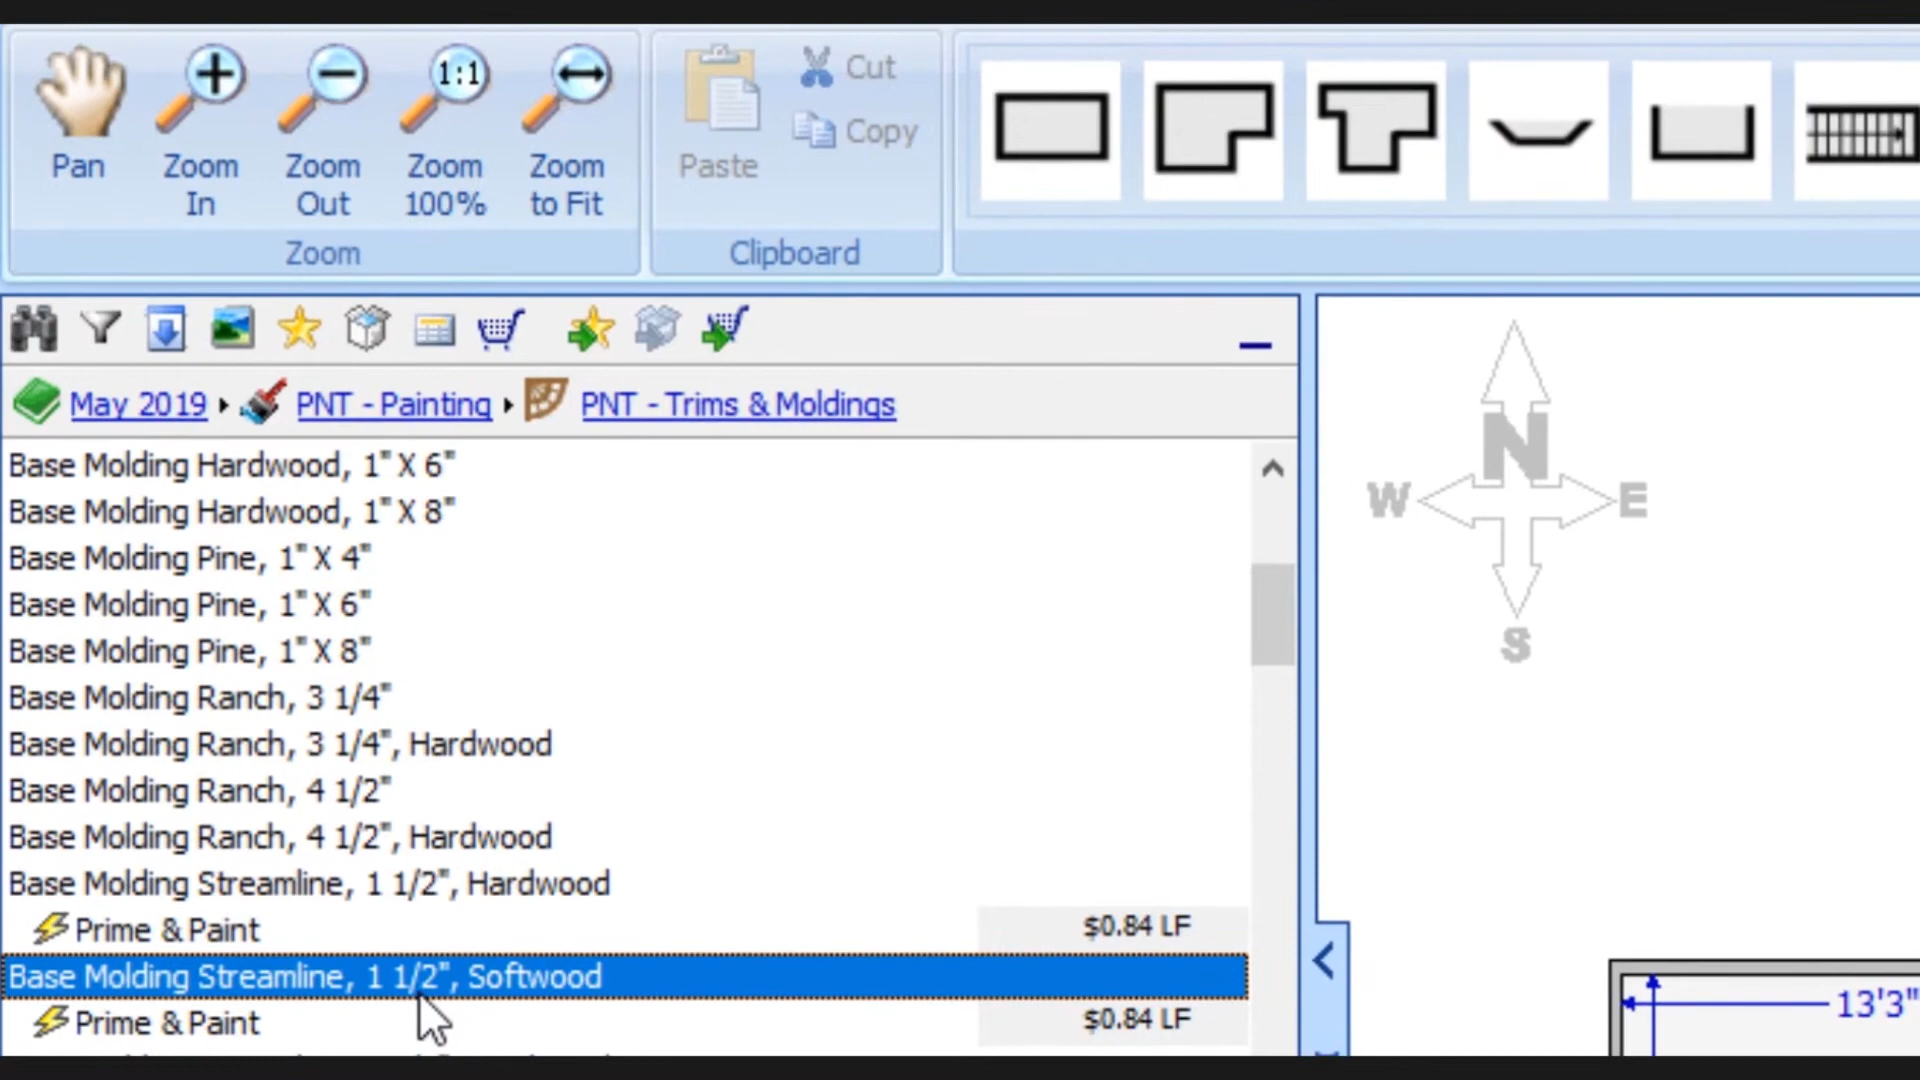 Pan
Zoom In
Zoom Out
1:1
Zoom 100%
Zoom to Fit
Zoom
Paste
Cut
Copy
Clipboard
May 2019
PNT - Painting
PNT - Trims & Moldings
Base Molding Hardwood, 1" X 6"
Base Molding Hardwood, 1" X 8"
Base Molding Pine, 1" X 4"
Base Molding Pine, 1" X 6"
Base Molding Pine, 1" X 8"
Base Molding Ranch, 3 1/4"
Base Molding Ranch, 3 1/4", Hardwood
Base Molding Ranch, 4 1/2"
Base Molding Ranch, 4 1/2", Hardwood
Base Molding Streamline, 1 1/2", Hardwood
Prime & Paint $0.84 LF
Base Molding Streamline, 1 1/2", Softwood
Prime & Paint $0.84 LF
N
W E
S
13'3"